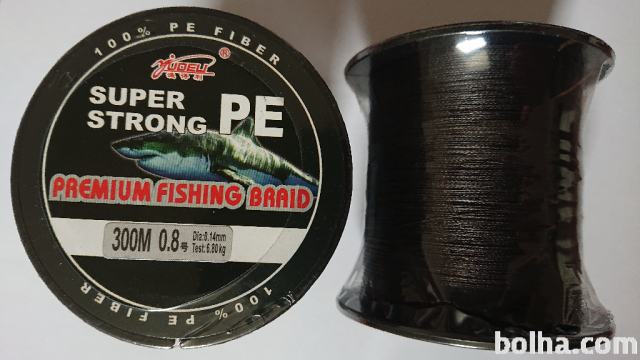 100% PE FIBER
YUDELI®
SUPER
STRONG PE
PREMIUM FISHING BRAID
300M 0.8号
Dia:0.14mm
Test:6.80kg
100% PE FIBER
bolha.com